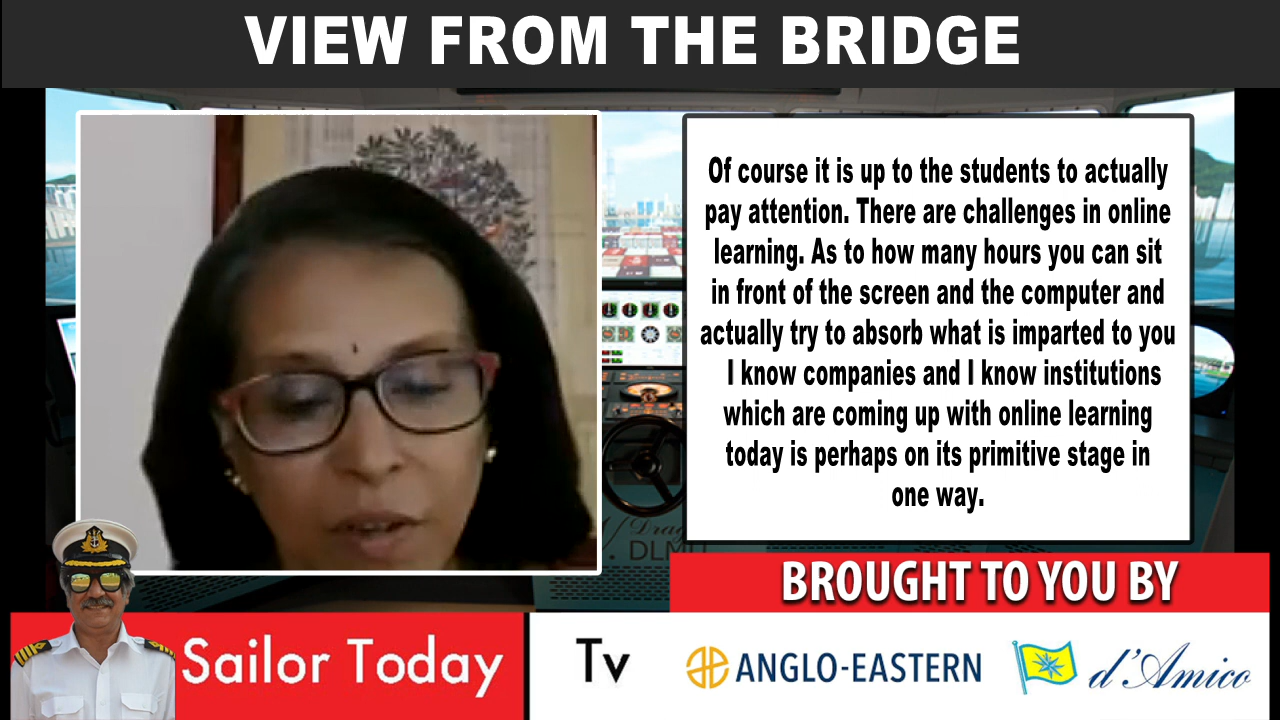 VIEW FROM THE BRIDGE
Of course it is up to the students to actually
pay attention. There are challenges in online
learning. As to how many hours you can sit
in front of the screen and the computer and
actually try to absorb what is imparted to you
I know companies and I know institutions
which are coming up with online learning
today is perhaps on its primitive stage in
one way.
DLMU
BROUGHT TO YOU BY
Sailor Today
Tv
ANGLO-EASTERN
d'Amico